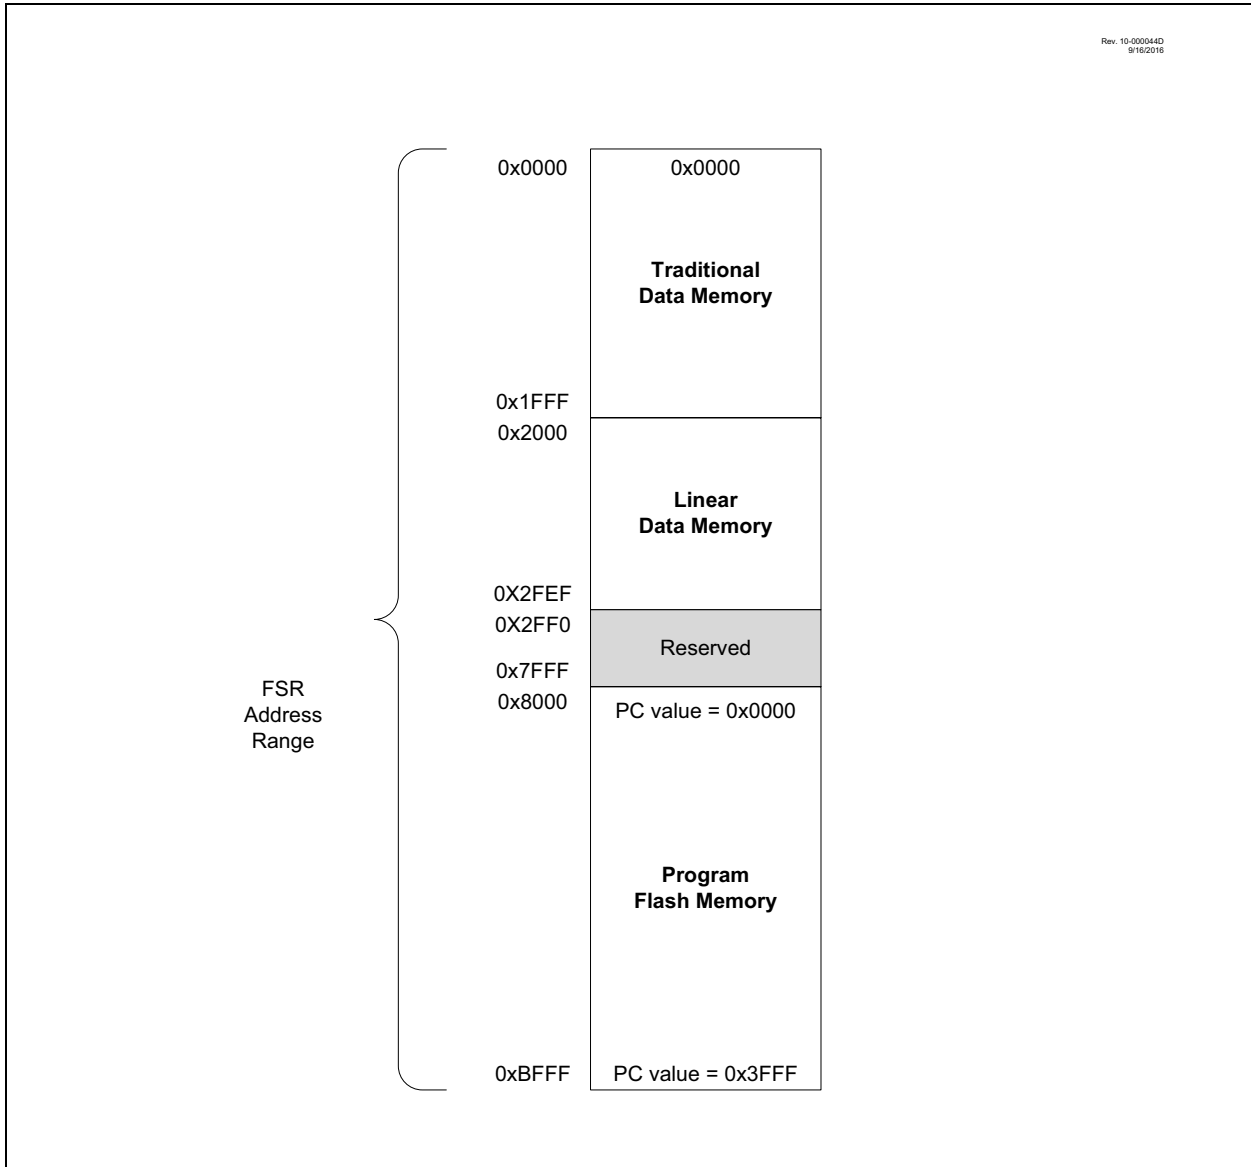 Rev. 10-000044D
9/16/2016
0x0000
0x0000
Traditional
Data Memory
0x1FFF
0x2000
Linear
Data Memory
0X2FEF
0X2FF0
Reserved
0x7FFF
0x8000
PC value = 0x0000
FSR
Address
Range
Program
Flash Memory
0xBFFF
PC value = 0x3FFF